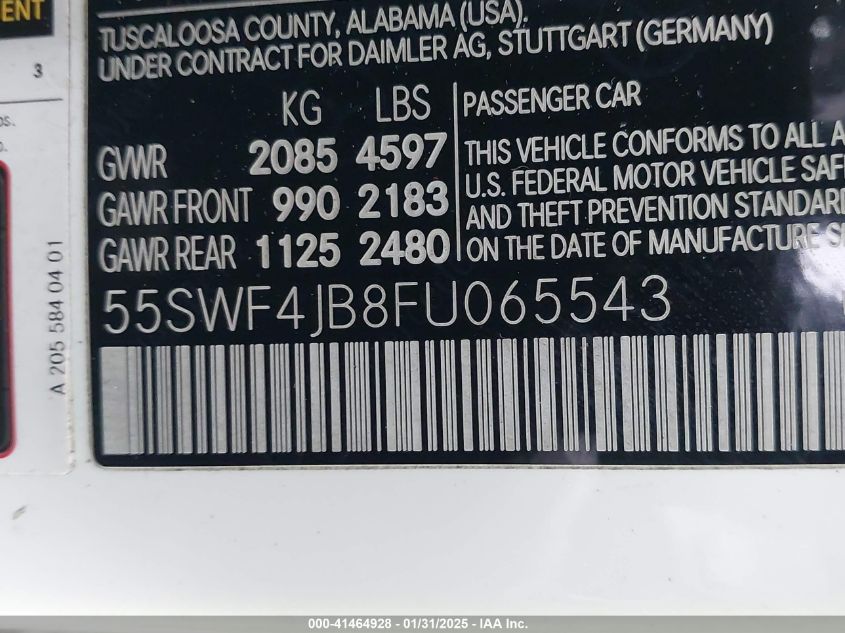 ENT
3
TUSCALOOSA COUNTY, ALABAMA (USA).
UNDER CONTRACT FOR DAIMLER AG, STUTTGART (GERMANY)
KG LBS
GVWR 2085 4597
GAWR FRONT 990 2183
GAWR REAR 1125 2480
PASSENGER CAR
THIS VEHICLE CONFORMS TO ALL A
U.S. FEDERAL MOTOR VEHICLE SAF
AND THEFT PREVENTION STANDARD
ON THE DATE OF MANUFACTURE S
55SWF4JB8FU065543
A 205 584 04 01
000-41464928 - 01/31/2025 - IAA Inc.